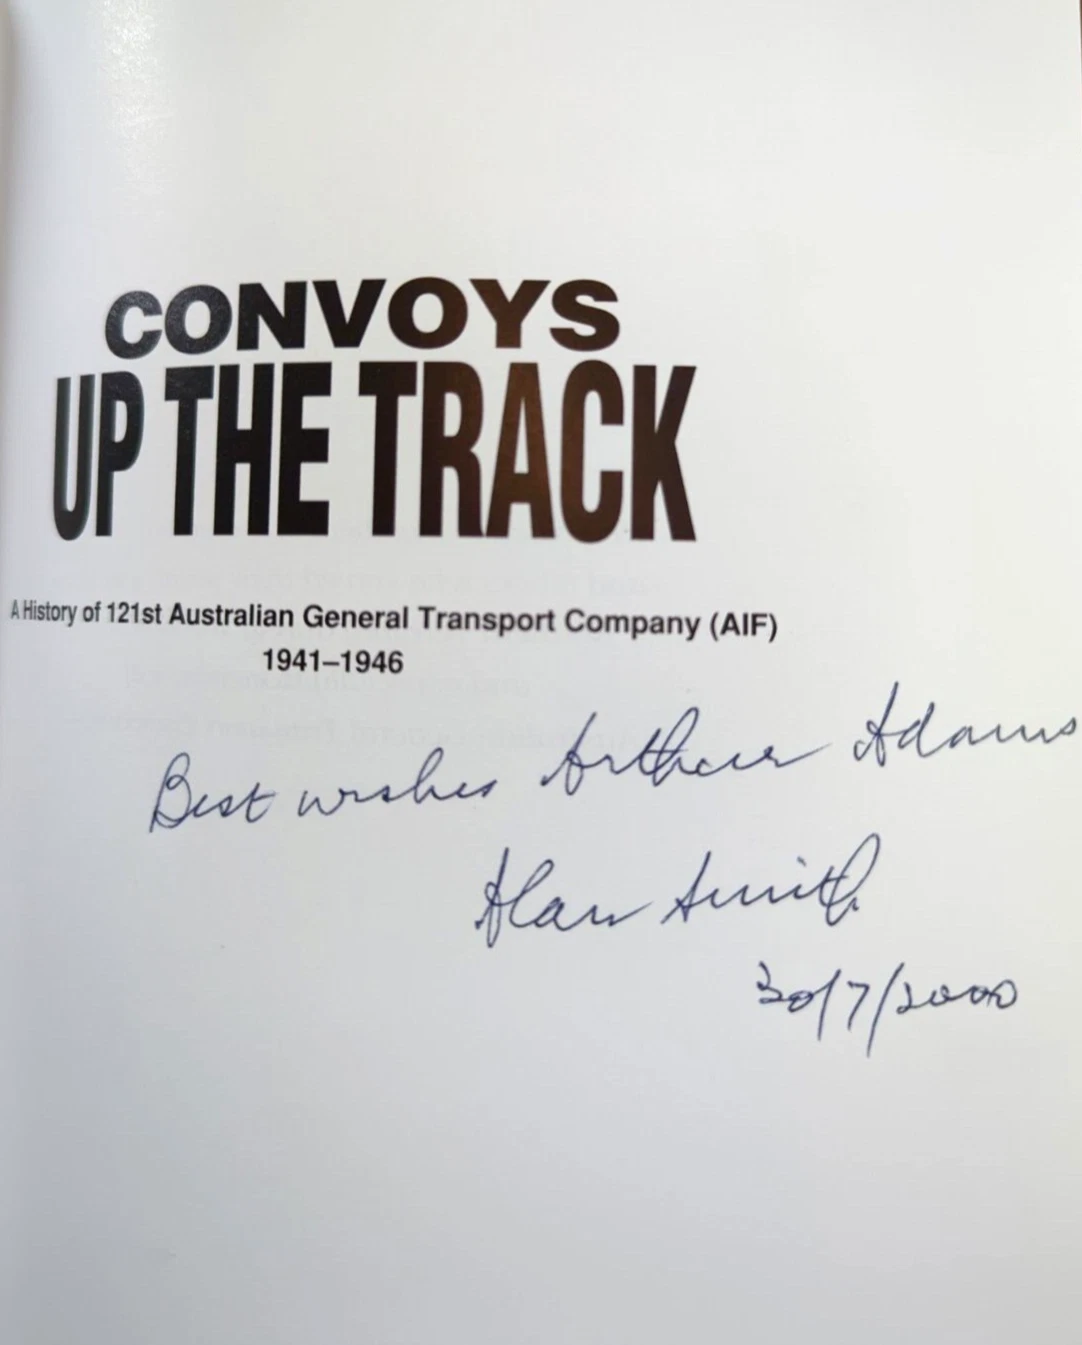 CONVOYS
UP THE TRACK
A History of 121st Australian General Transport Company (AIF)
1941–1946
Best wishes Arthur Adams
Alan Smith
30/7/2000